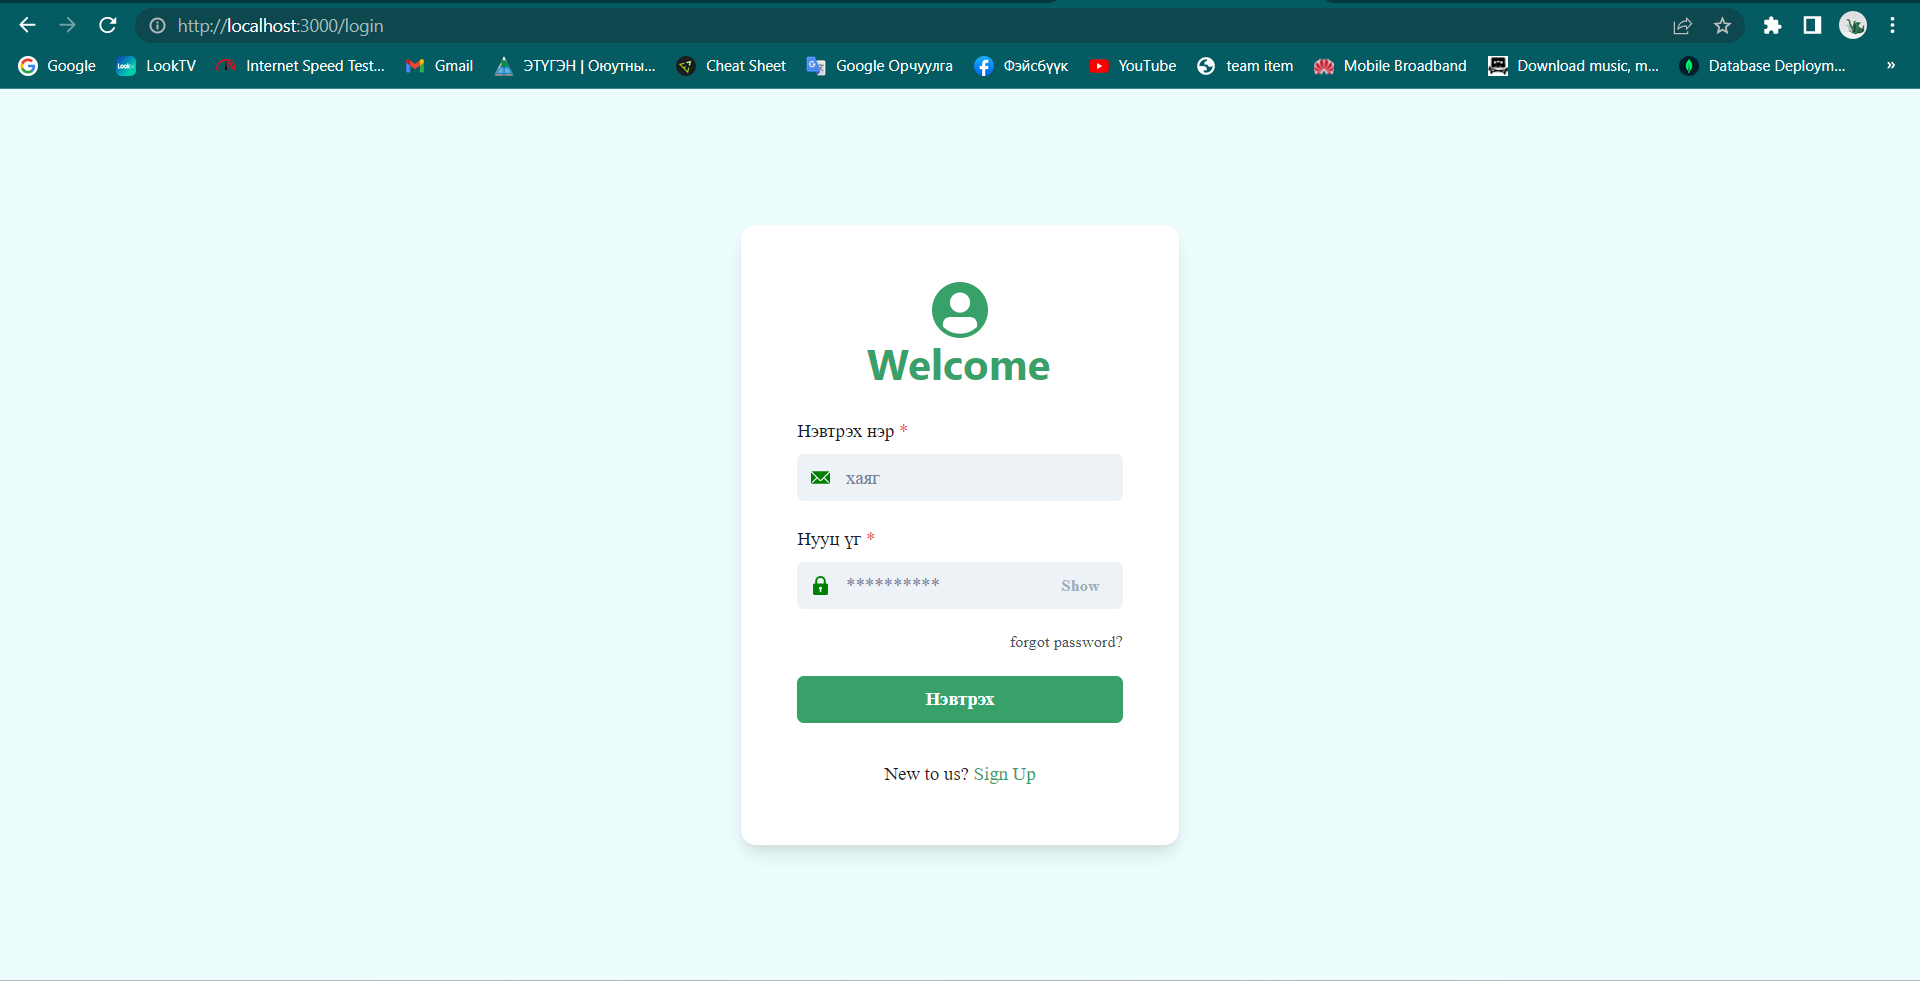 http://localhost:3000/login
Google LookTV Internet Speed Test... Gmail ЭТҮГЭН | Оюутны... Cheat Sheet Google Орчуулга Фэйсбүүк YouTube team item Mobile Broadband Download music, m... Database Deploym... »
Welcome
Нэвтрэх нэр *
хаяг
Нууц үг *
********** Show
forgot password?
Нэвтрэх
New to us? Sign Up